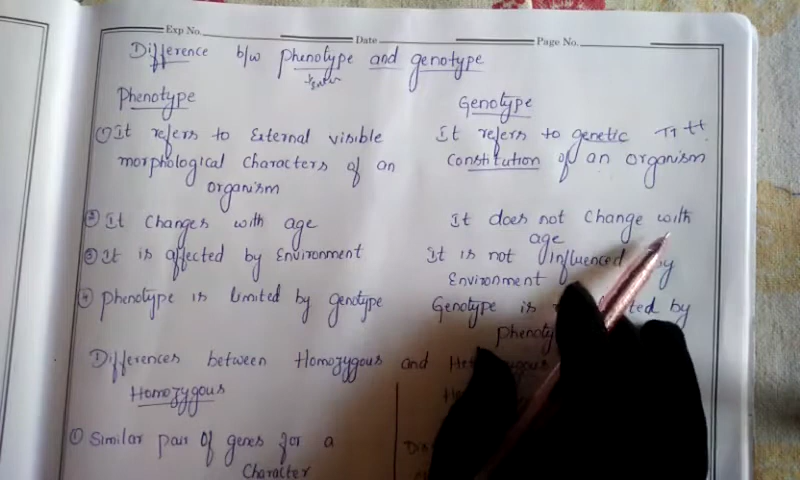 Exp No. Date Page No.
Difference b/w phenotype and genotype
Phenotype Genotype
① It refers to External visible It refers to genetic TT tt
morphological characters of an constitution of an organism
organism
② It changes with age It does not change with
age
③ It is affected by Environment It is not Influenced by
Environment
④ phenotype is limited by genotype Genotype is by
Differences between Homozygous and
Homozygous
① Similar pair of genes for a
Character